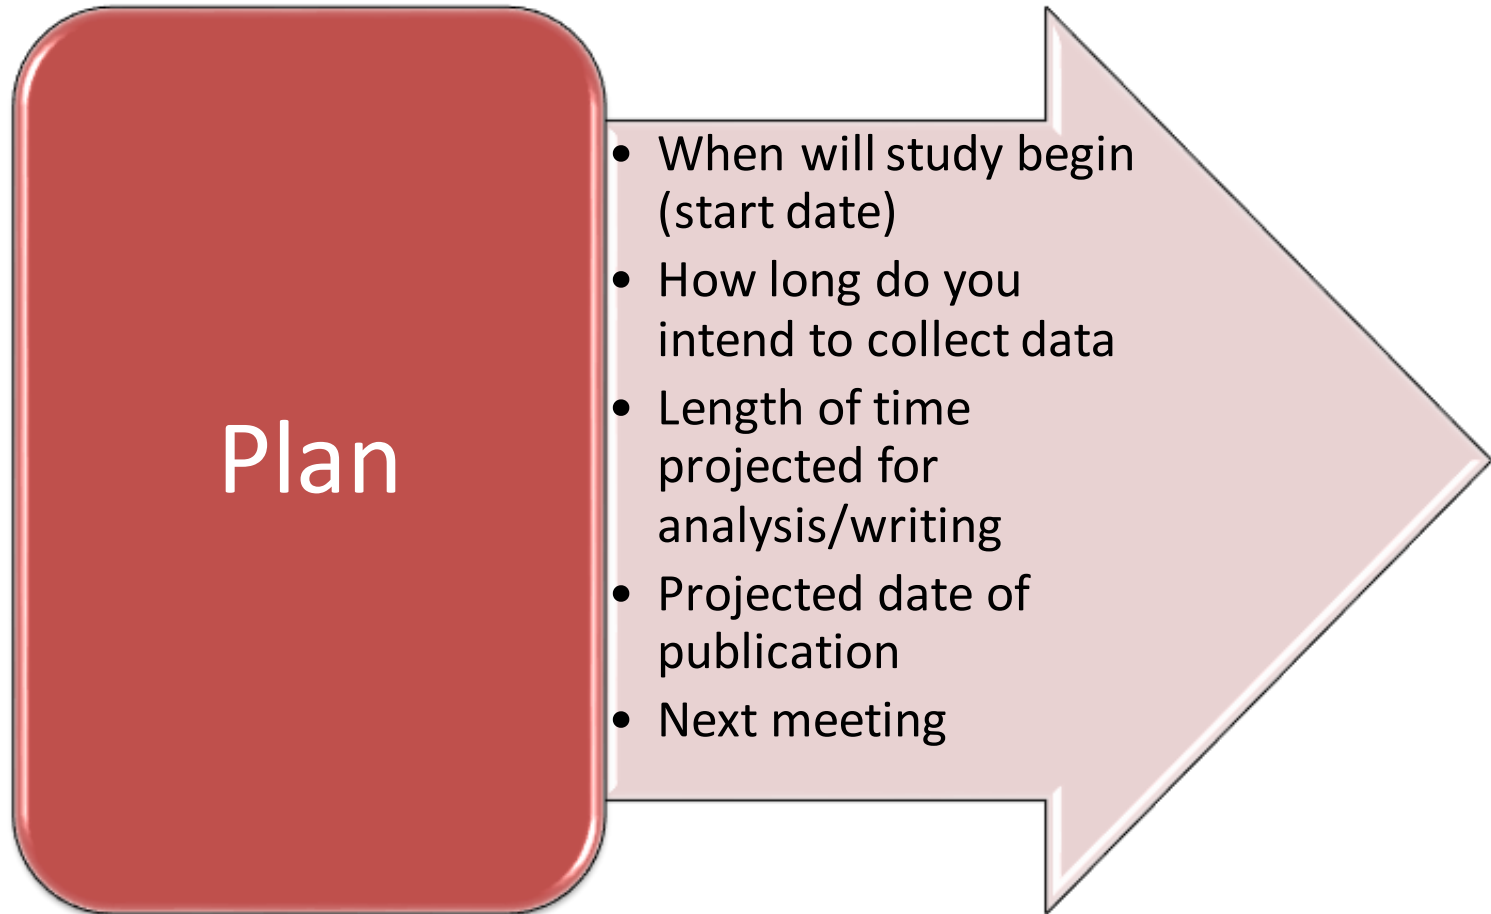 Plan
• When will study begin
(start date)
• How long do you
intend to collect data
• Length of time
projected for
analysis/writing
• Projected date of
publication
• Next meeting